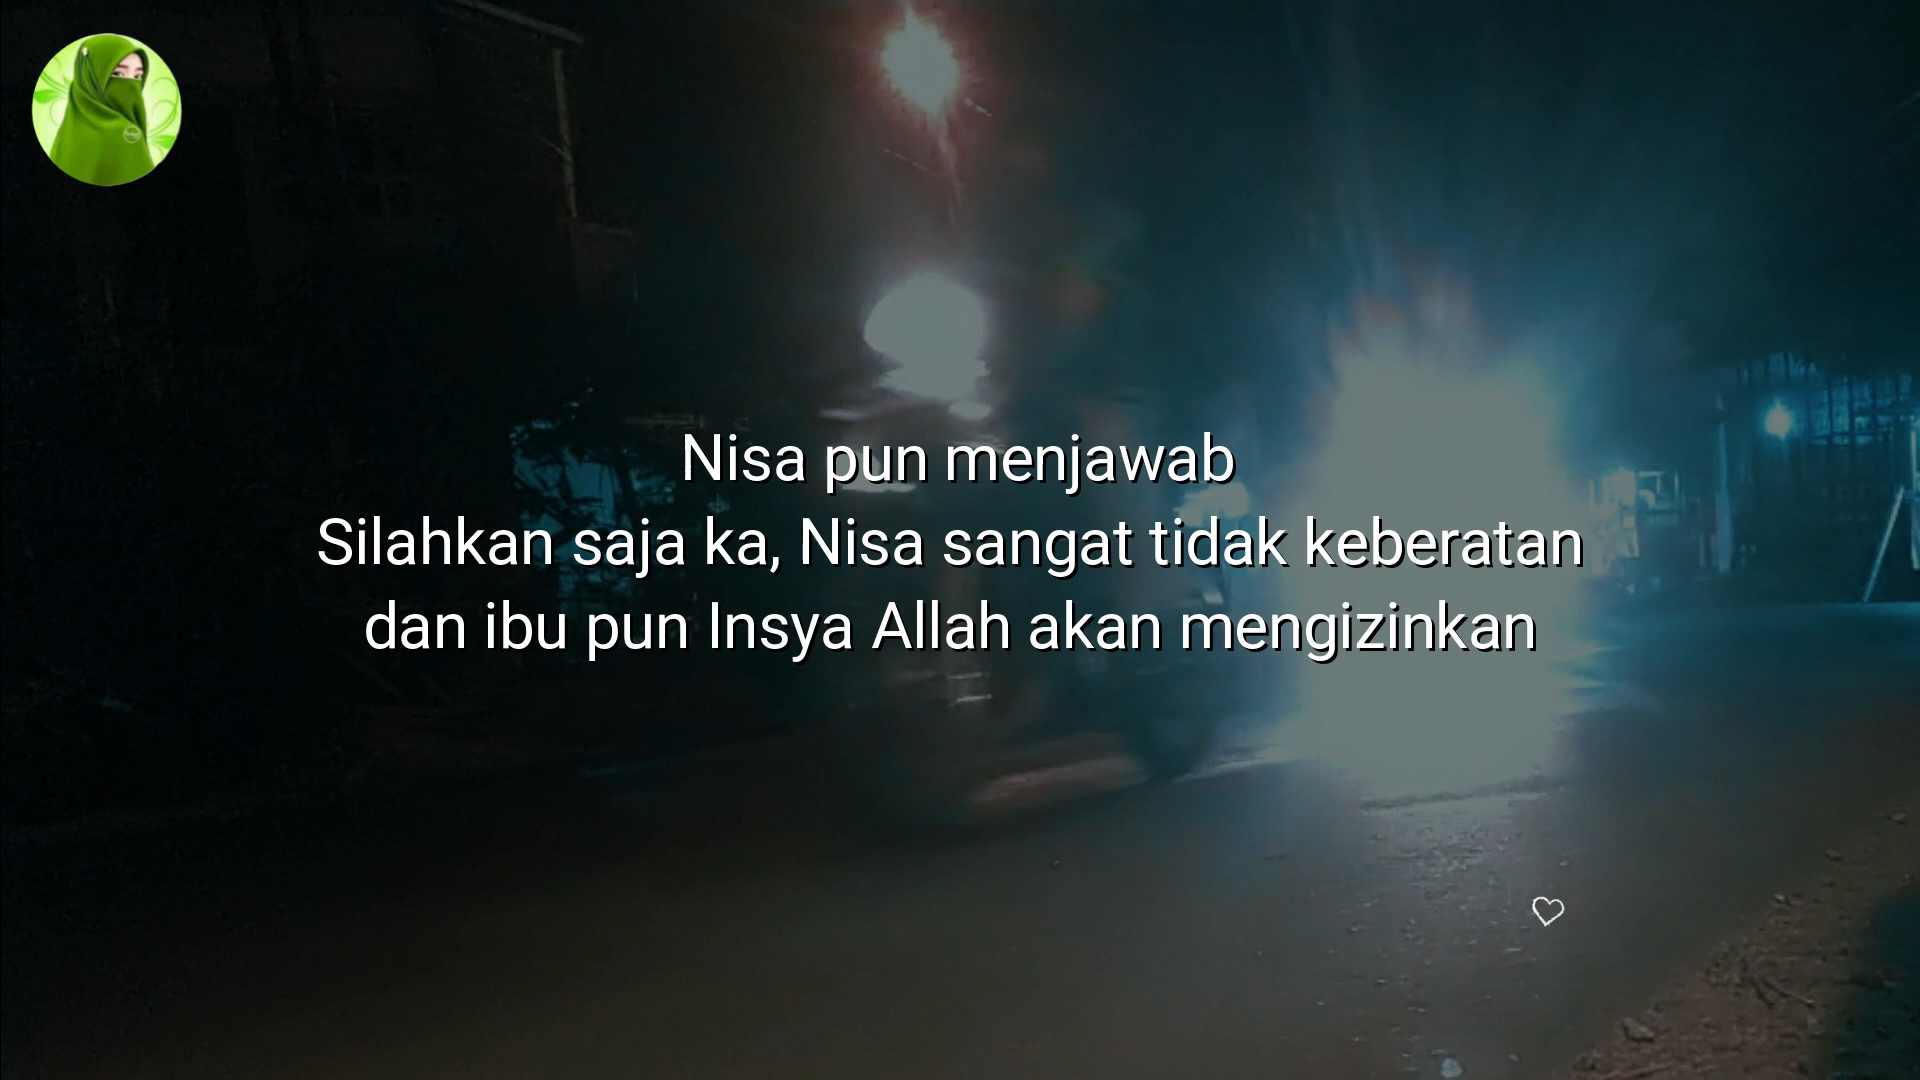 Nisa pun menjawab
Silahkan saja ka, Nisa sangat tidak keberatan
dan ibu pun Insya Allah akan mengizinkan